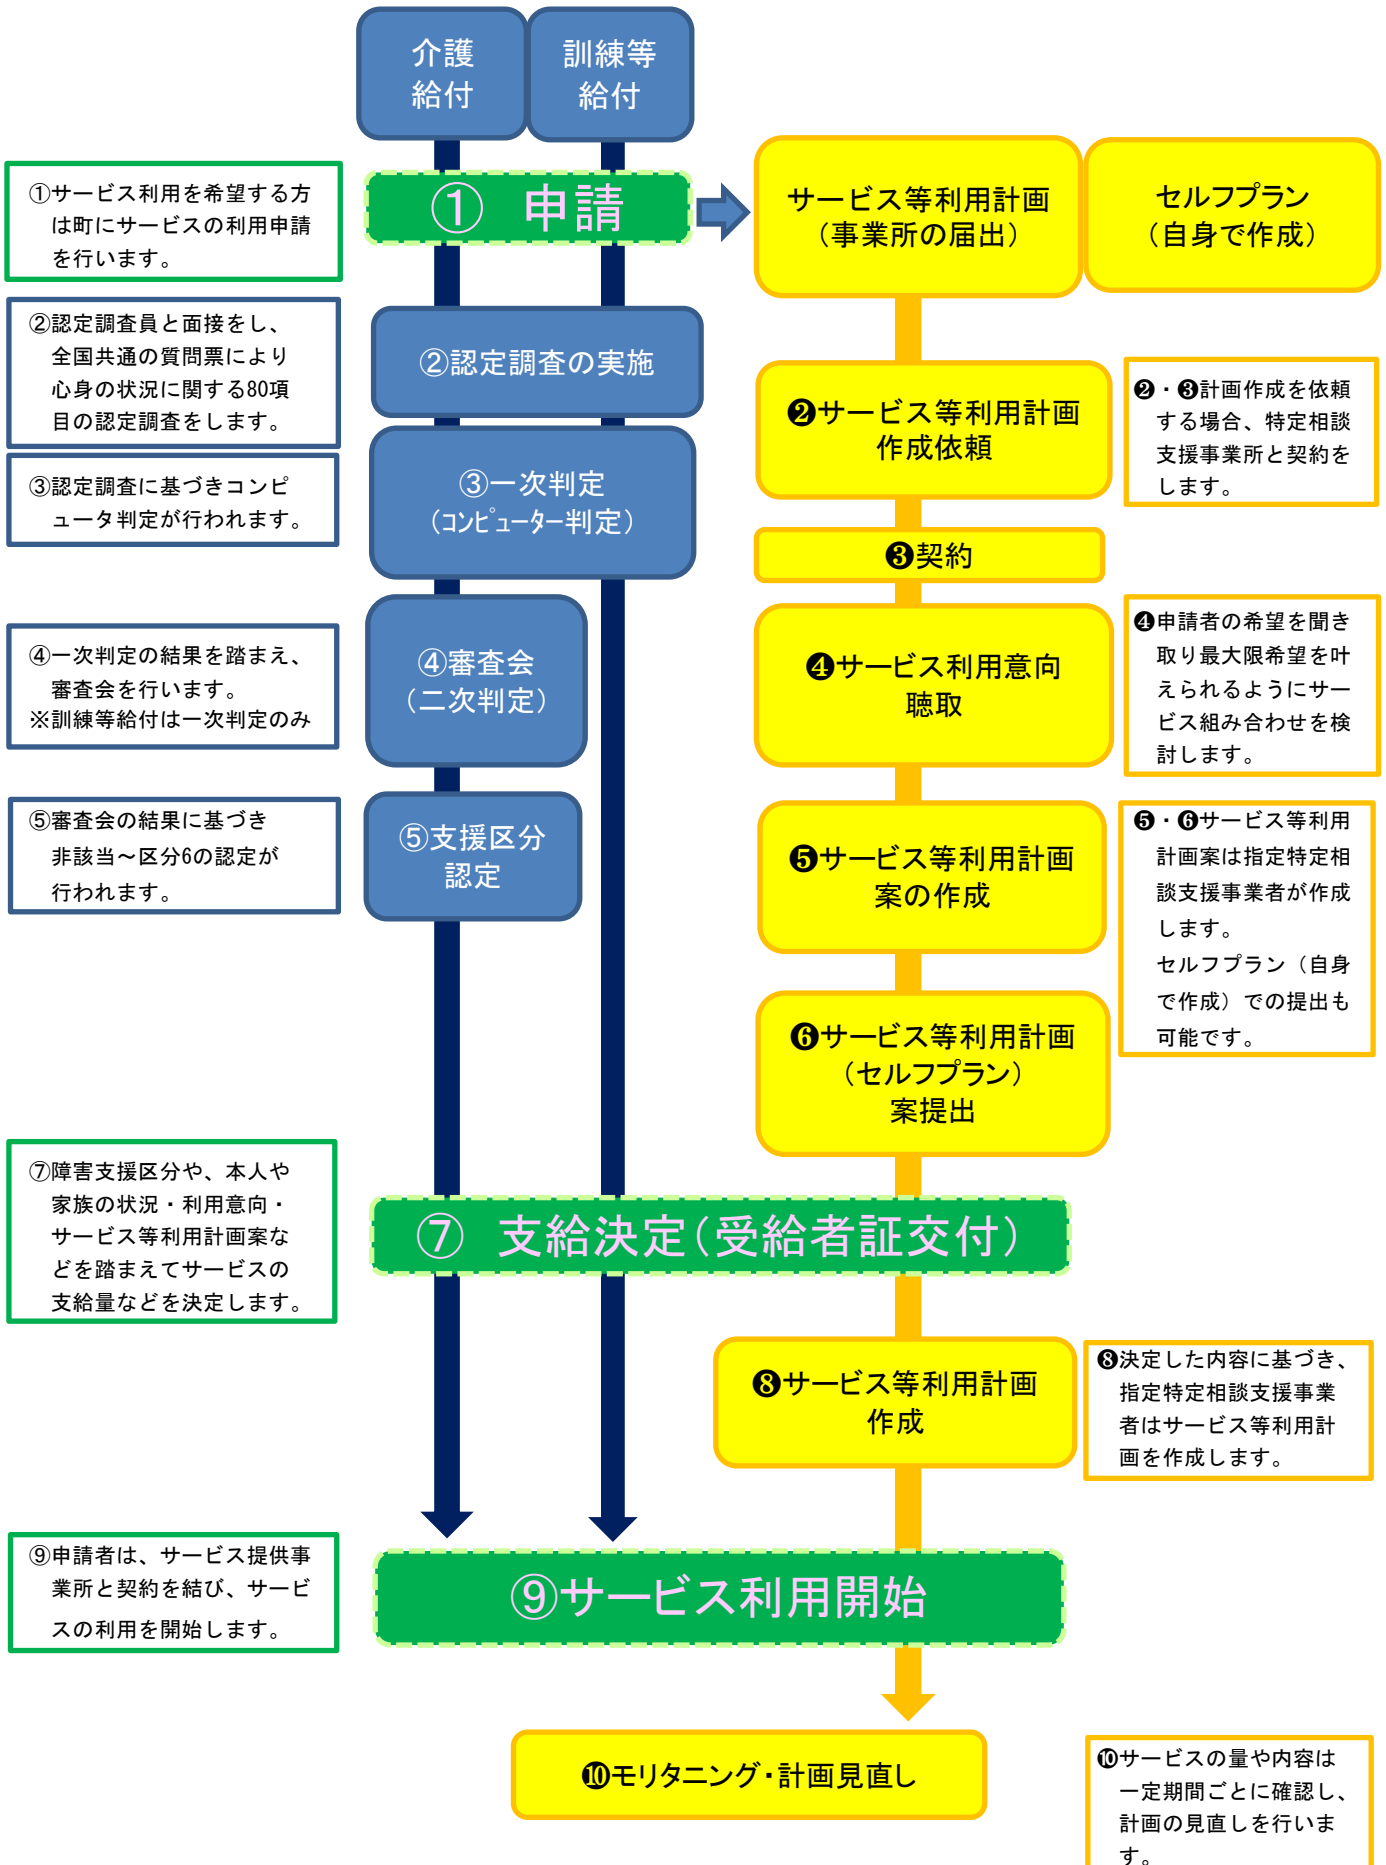 介護
給付
訓練等
給付
①サービス利用を希望する方
は町にサービスの利用申請
を行います。
① 申請
サービス等利用計画
（事業所の届出）
セルフプラン
（自身で作成）
②認定調査員と面接をし、
全国共通の質問票により
心身の状況に関する80項
目の認定調査をします。
②認定調査の実施
❷サービス等利用計画
作成依頼
❷・❸計画作成を依頼
する場合、特定相談
支援事業所と契約を
します。
③認定調査に基づきコンピ
ュータ判定が行われます。
③一次判定
（ｺﾝﾋﾟｭｰﾀｰ判定）
❸契約
④一次判定の結果を踏まえ、
審査会を行います。
※訓練等給付は一次判定のみ
④審査会
（二次判定）
❹サービス利用意向
聴取
❹申請者の希望を聞き
取り最大限希望を叶
えられるようにサー
ビス組み合わせを検
討します。
⑤審査会の結果に基づき
非該当～区分6の認定が
行われます。
⑤支援区分
認定
❺サービス等利用計画
案の作成
❺・❻サービス等利用
計画案は指定特定相
談支援事業者が作成
します。
セルフプラン（自身
で作成）での提出も
可能です。
❻サービス等利用計画
（セルフプラン）
案提出
⑦障害支援区分や、本人や
家族の状況・利用意向・
サービス等利用計画案な
どを踏まえてサービスの
支給量などを決定します。
⑦ 支給決定（受給者証交付）
❽サービス等利用計画
作成
❽決定した内容に基づき、
指定特定相談支援事業
者はサービス等利用計
画を作成します。
⑨申請者は、サービス提供事
業所と契約を結び、サービ
スの利用を開始します。
⑨サービス利用開始
❿モリタニング・計画見直し
❿サービスの量や内容は
一定期間ごとに確認し、
計画の見直しを行いま
す。